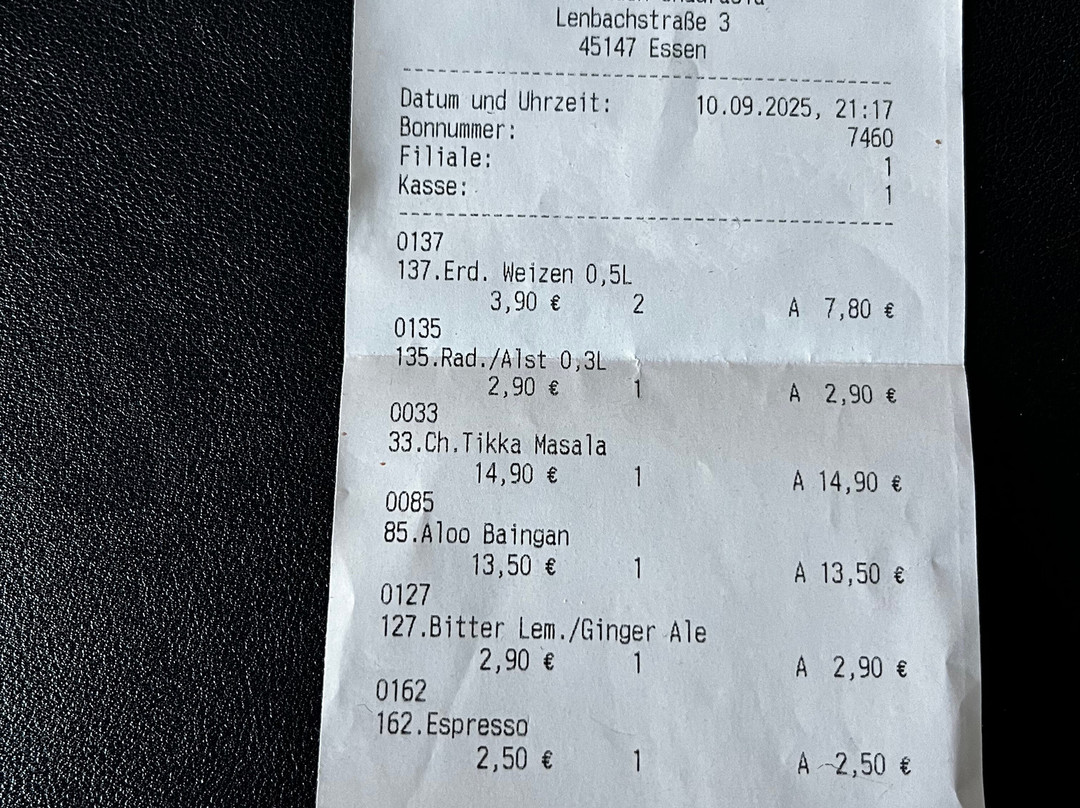 Lenbachstraße 3
45147 Essen
Datum und Uhrzeit: 10.09.2025, 21:17
Bonnummer: 7460
Filiale: 1
Kasse: 1
0137
137.Erd. Weizen 0,5L
3,90 € 2 A 7,80 €
0135
135.Rad./Alst 0,3L
2,90 € 1 A 2,90 €
0033
33.Ch.Tikka Masala
14,90 € 1 A 14,90 €
0085
85.Aloo Baingan
13,50 € 1 A 13,50 €
0127
127.Bitter Lem./Ginger Ale
2,90 € 1 A 2,90 €
0162
162.Espresso
2,50 € 1 A 2,50 €